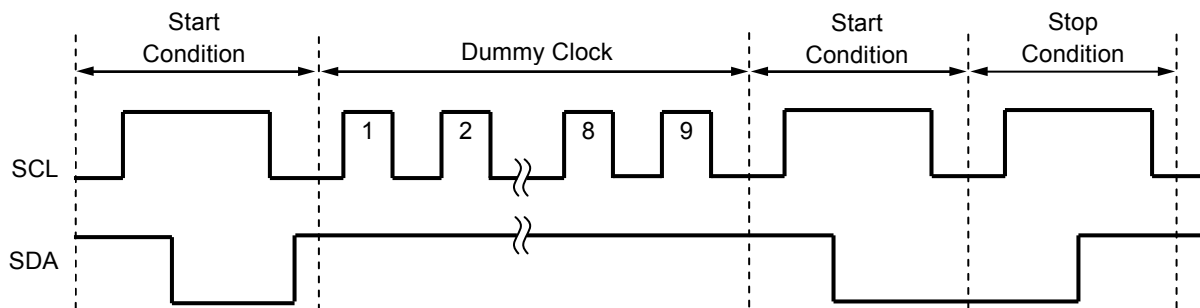 Start
Condition
Dummy Clock
Start
Condition
Stop
Condition
SCL
1 2 8 9
SDA